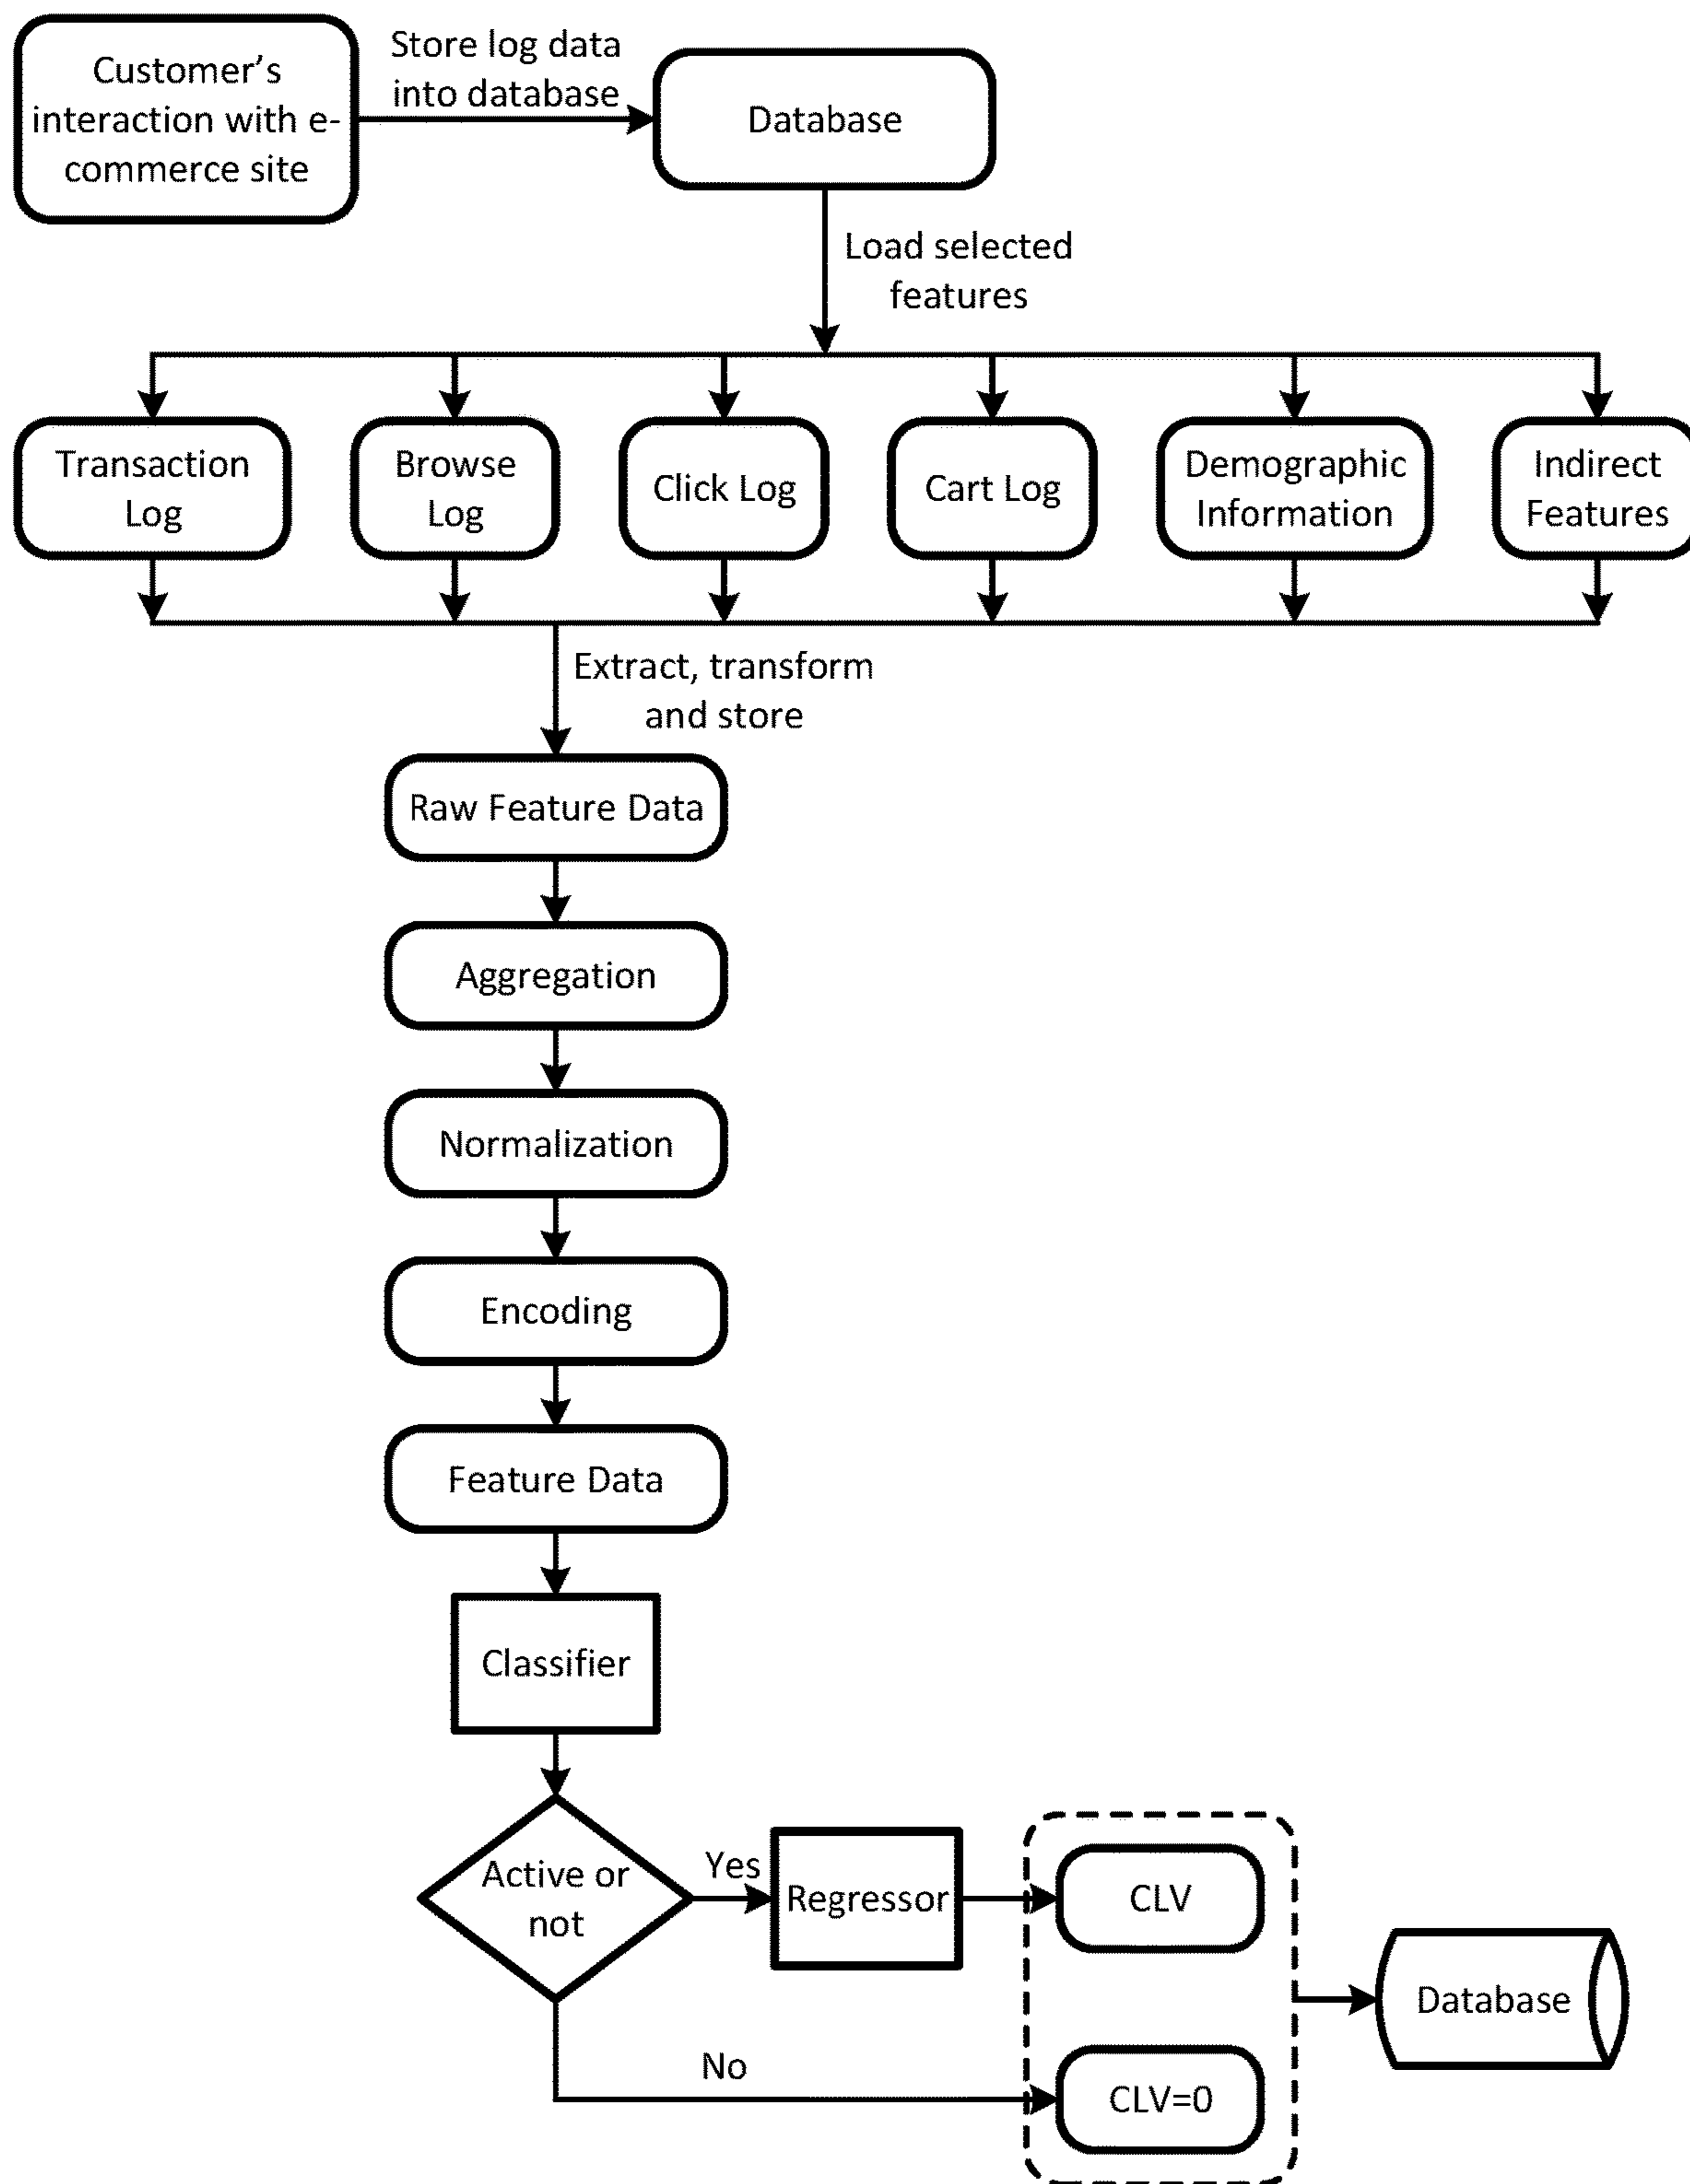 Customer's
interaction with e-
commerce site
Store log data
into database
Database
Load selected
features
Transaction
Log
Browse
Log
Click Log
Cart Log
Demographic
Information
Indirect
Features
Extract, transform
and store
Raw Feature Data
Aggregation
Normalization
Encoding
Feature Data
Classifier
Active or
not
Yes
Regressor
CLV
Database
No
CLV=0